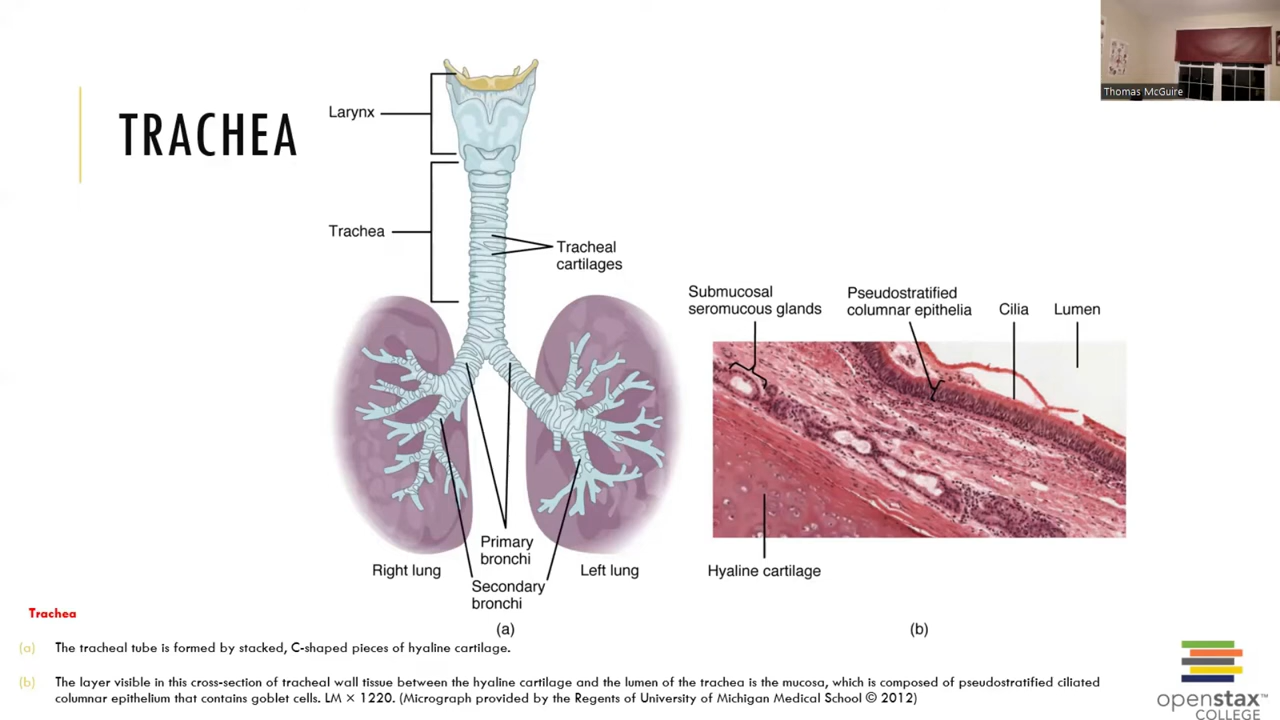 Thomas McGuire
TRACHEA
Larynx
Trachea
Tracheal
cartilages
Right lung
Primary
bronchi
Secondary
bronchi
Left lung
(a)
Submucosal
seromucous glands
Pseudostratified
columnar epithelia
Cilia
Lumen
Hyaline cartilage
(b)
Trachea
(a) The tracheal tube is formed by stacked, C-shaped pieces of hyaline cartilage.
(b) The layer visible in this cross-section of tracheal wall tissue between the hyaline cartilage and the lumen of the trachea is the mucosa, which is composed of pseudostratified ciliated
columnar epithelium that contains goblet cells. LM × 1220. (Micrograph provided by the Regents of University of Michigan Medical School © 2012)
openstax
COLLEGE